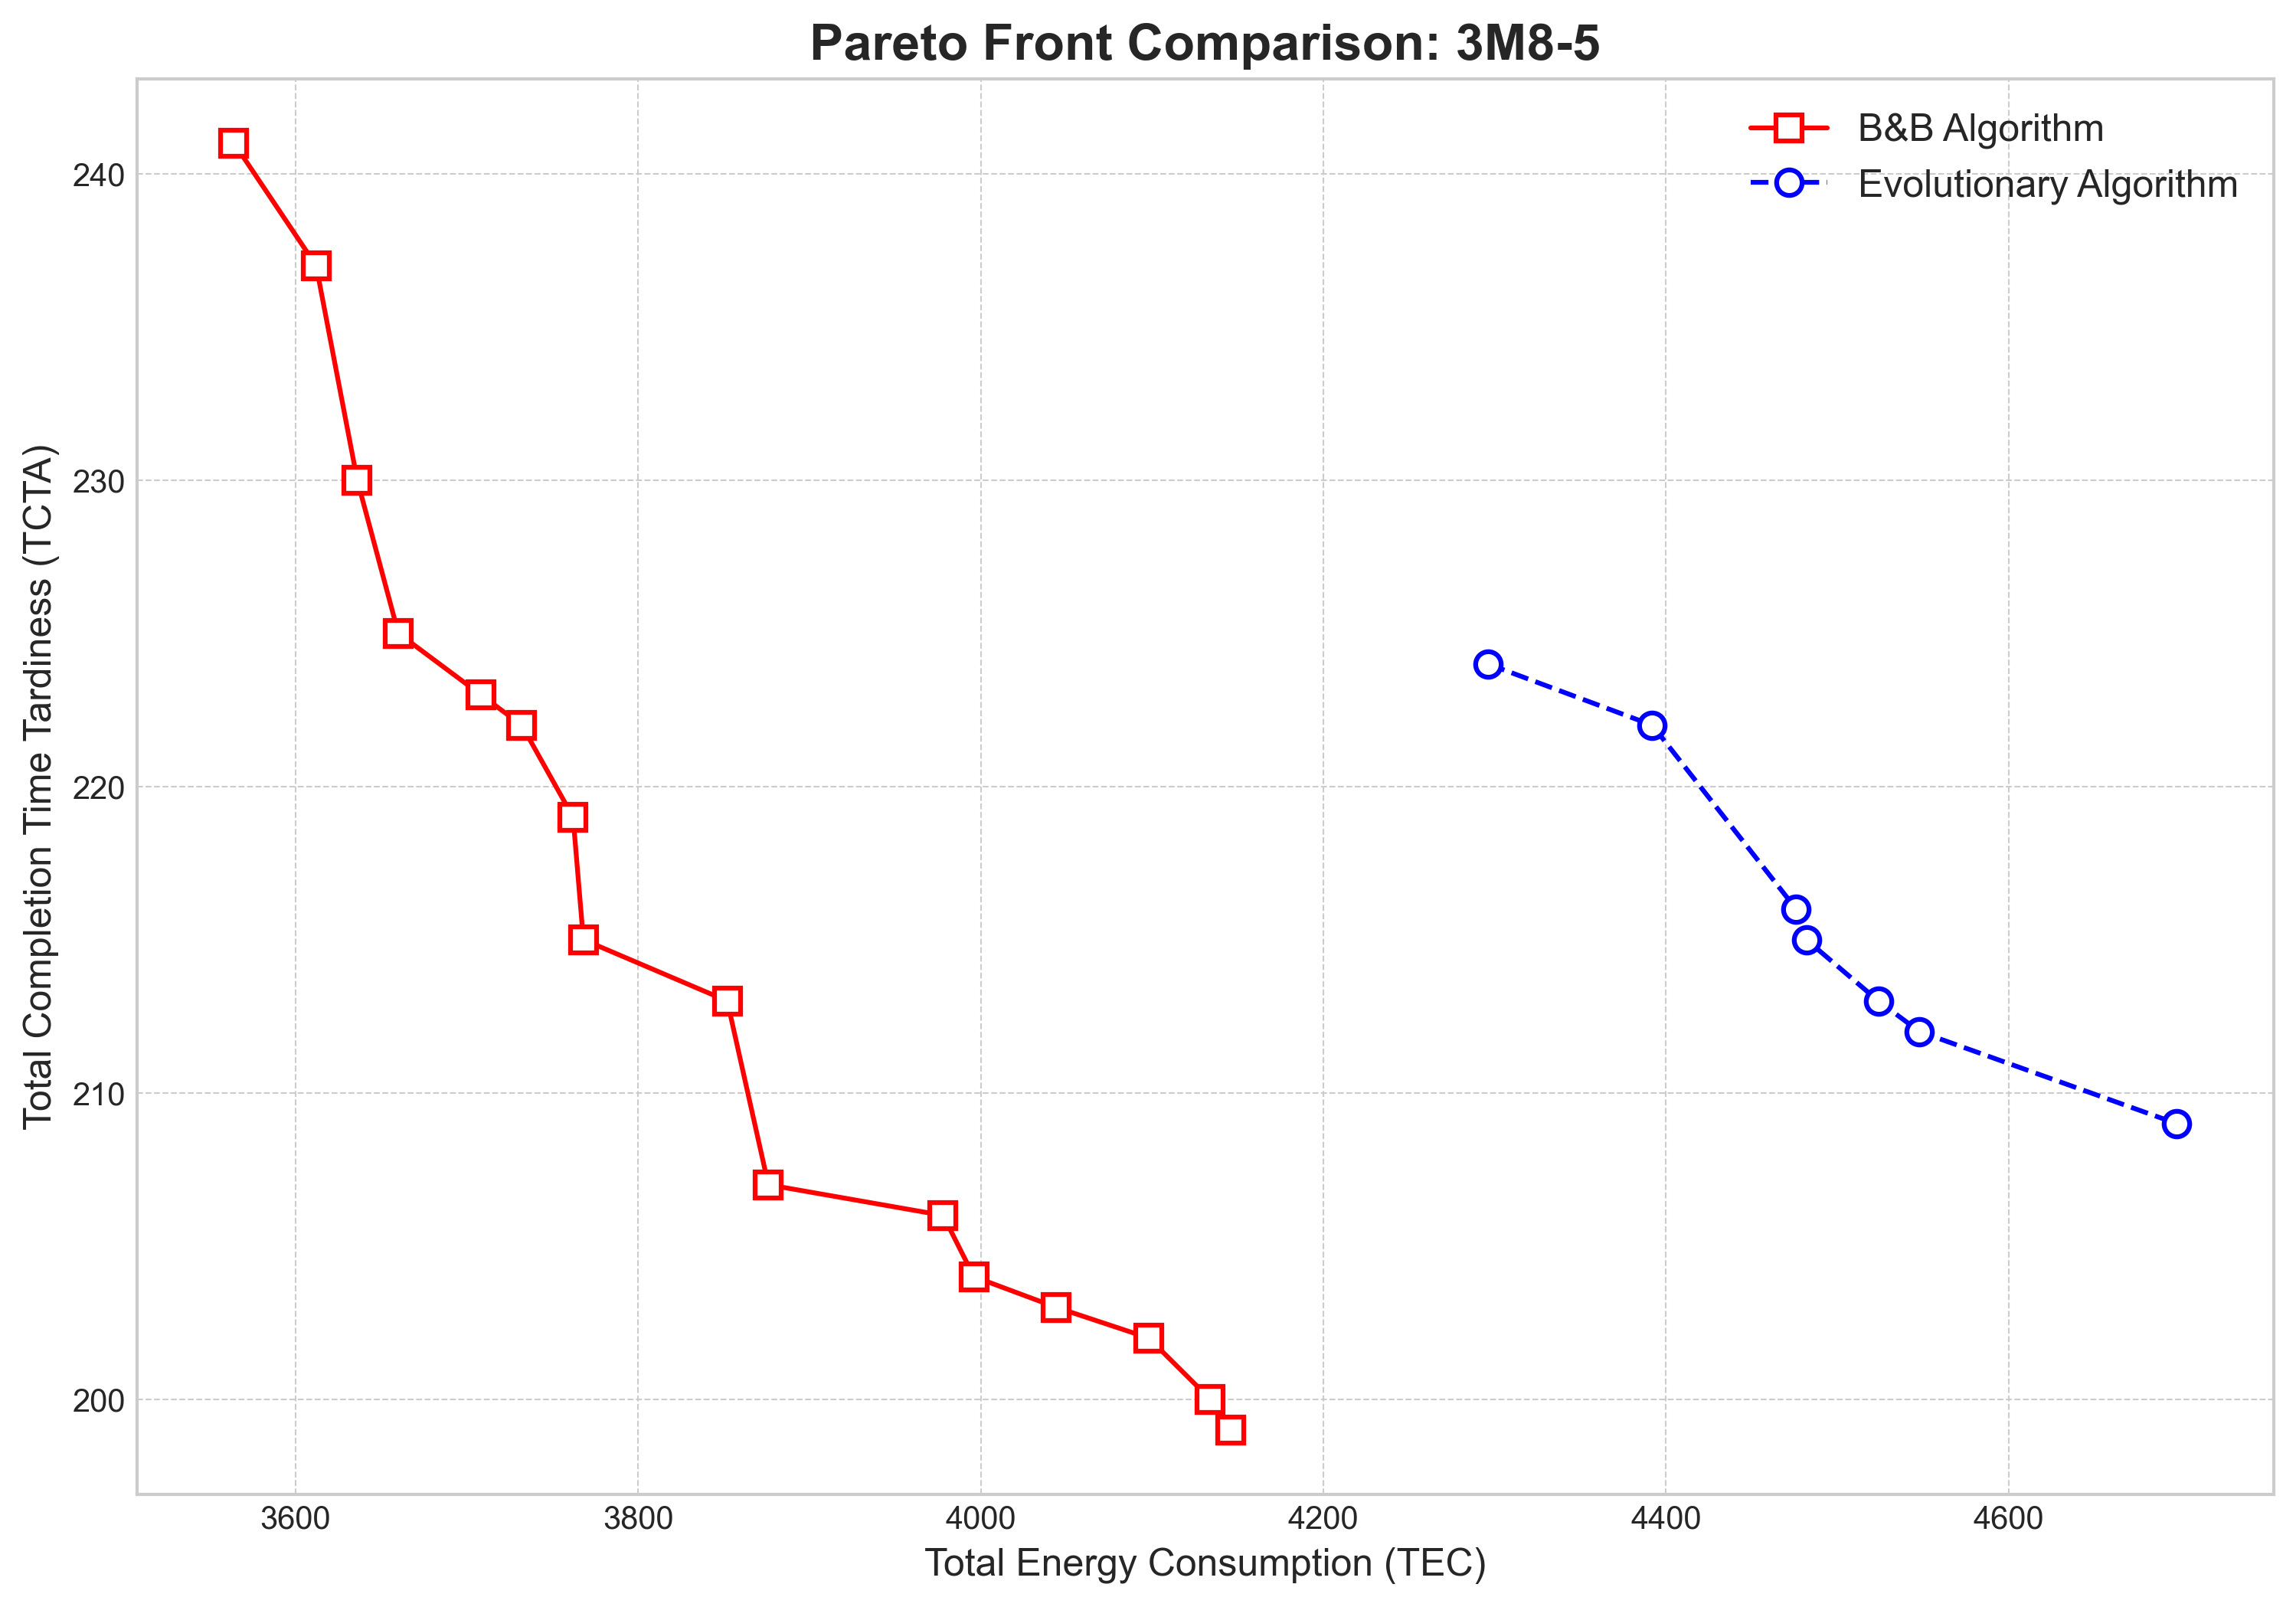 Pareto Front Comparison: 3M8-5
B&B Algorithm
Evolutionary Algorithm
Total Completion Time Tardiness (TCTA)
240
230
220
210
200
3600 3800 4000 4200 4400 4600
Total Energy Consumption (TEC)